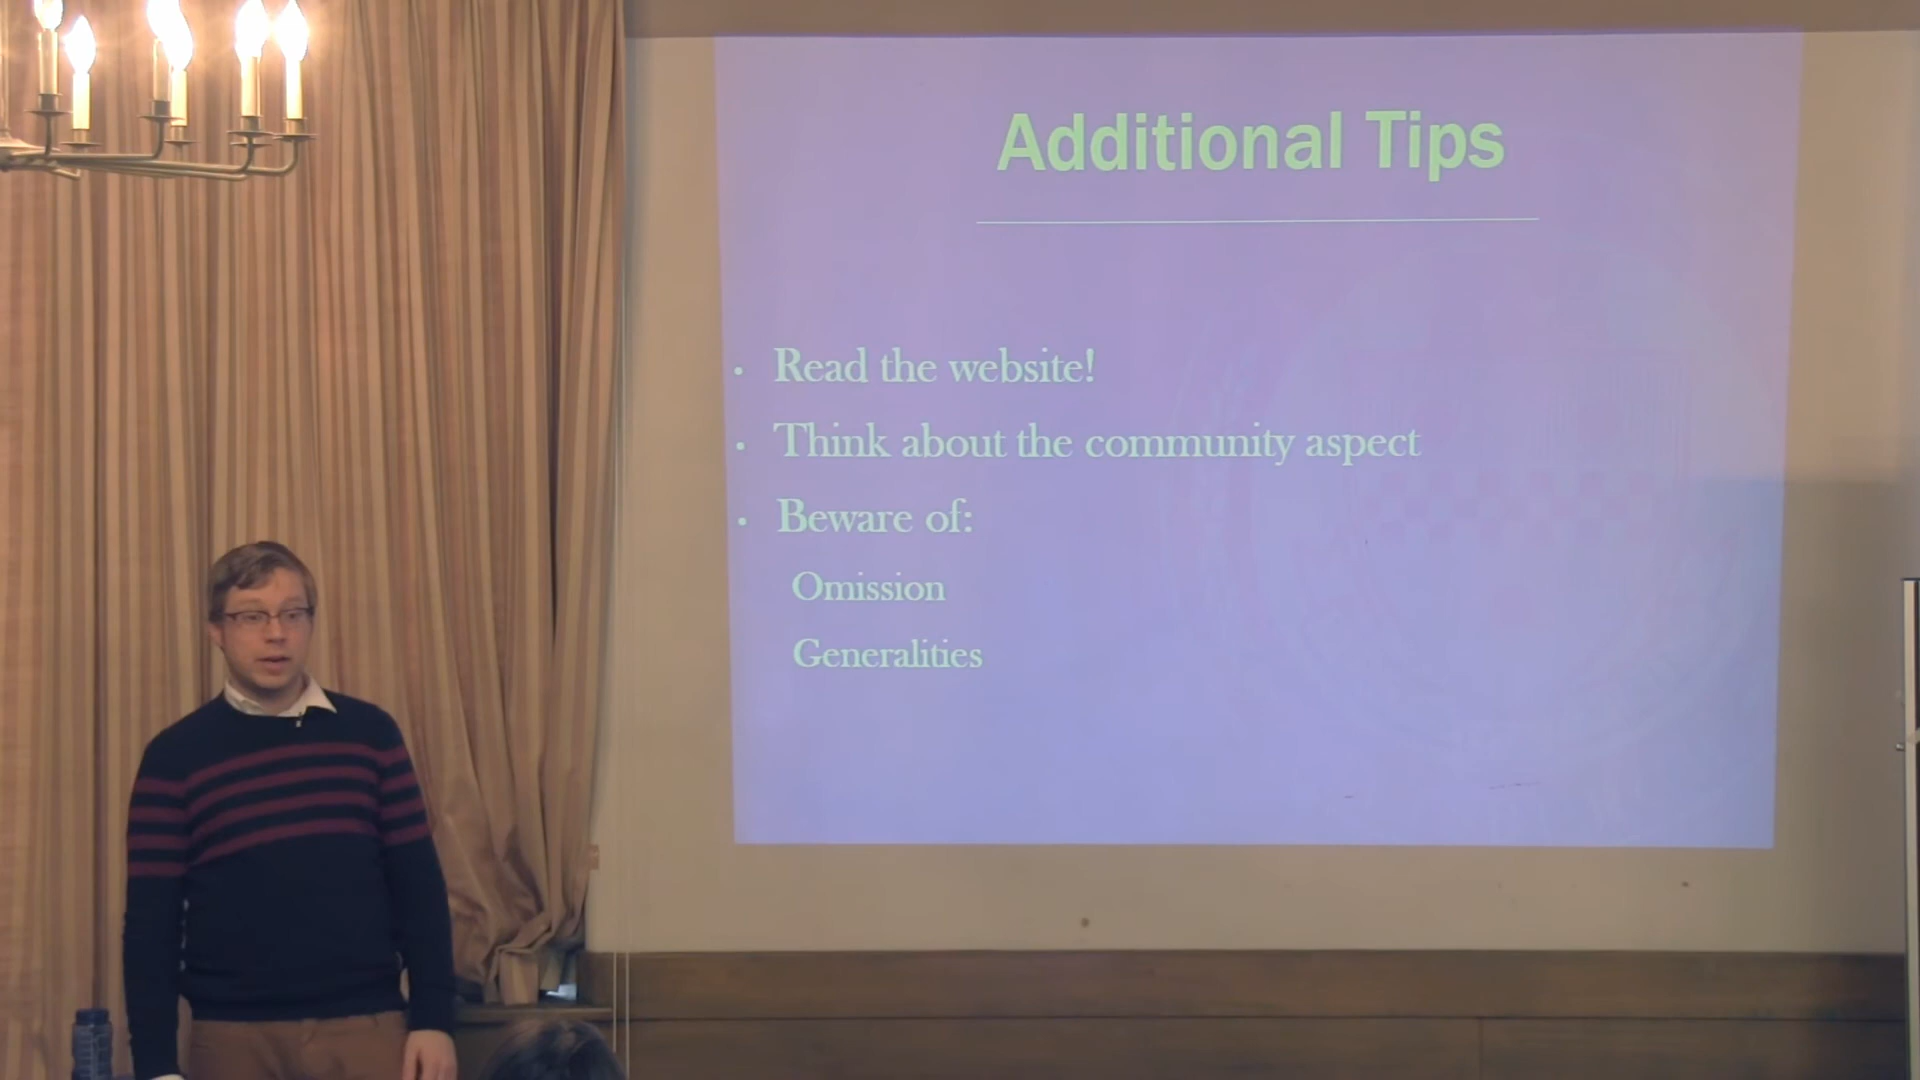 Additional Tips
• Read the website!
• Think about the community aspect
• Beware of:
Omission
Generalities